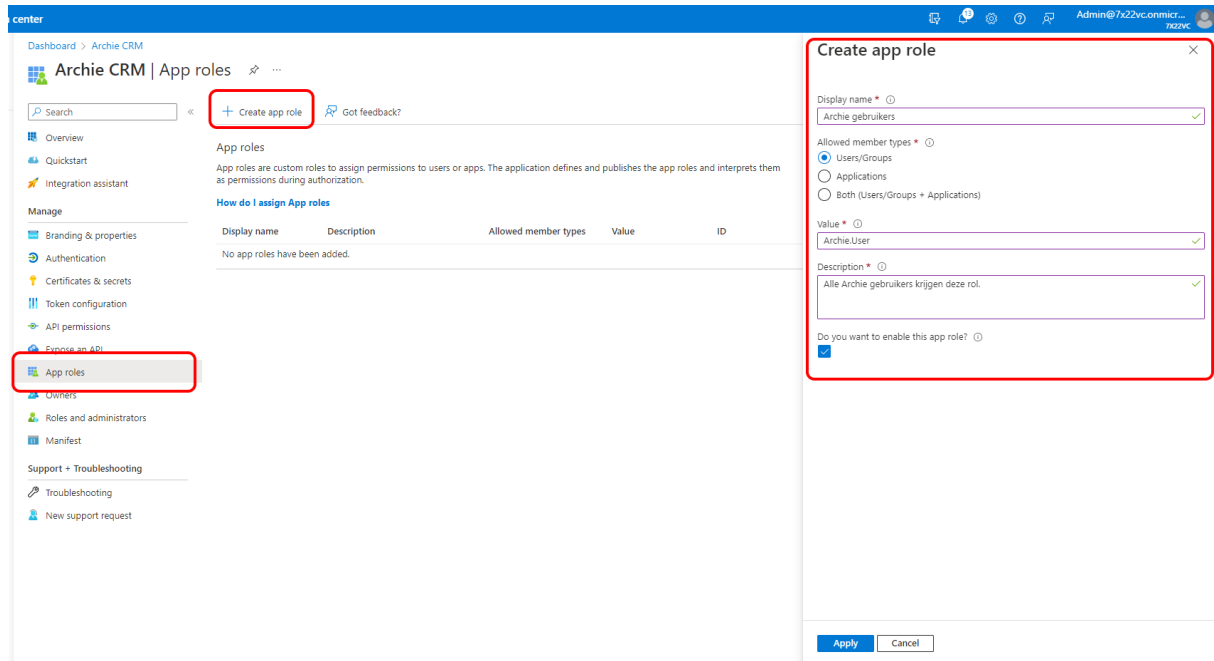 center
Admin@7x22vc.onmicr...
7X22VC
13
Dashboard > Archie CRM
Archie CRM | App roles
Search
Overview
Quickstart
Integration assistant
Manage
Branding & properties
Authentication
Certificates & secrets
Token configuration
API permissions
Expose an API
App roles
Owners
Roles and administrators
Manifest
Support + Troubleshooting
Troubleshooting
New support request
Create app role
Got feedback?
App roles
App roles are custom roles to assign permissions to users or apps. The application defines and publishes the app roles and interprets them
as permissions during authorization.
How do I assign App roles
Display name Description Allowed member types Value ID
No app roles have been added.
Create app role
Display name *
Archie gebruikers
Allowed member types *
Users/Groups
Applications
Both (Users/Groups + Applications)
Value *
Archie.User
Description *
Alle Archie gebruikers krijgen deze rol.
Do you want to enable this app role?
Apply Cancel